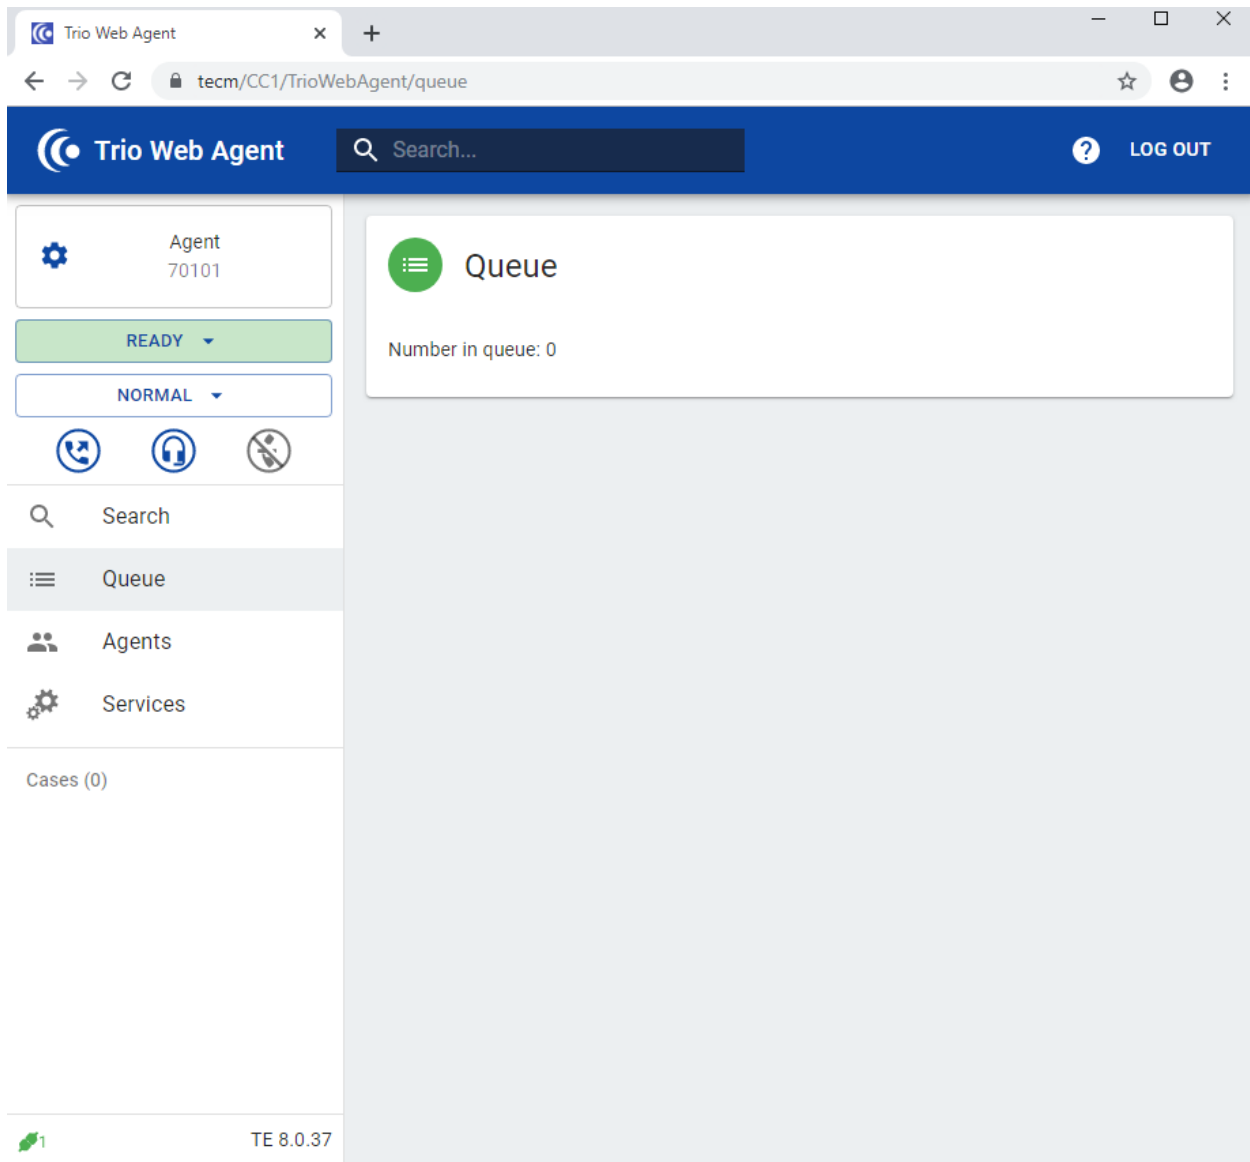 Trio Web Agent
tecm/CC1/TrioWebAgent/queue
Trio Web Agent
Search...
LOG OUT
Agent
70101
READY
NORMAL
Search
Queue
Agents
Services
Cases (0)
1
TE 8.0.37
Queue
Number in queue: 0